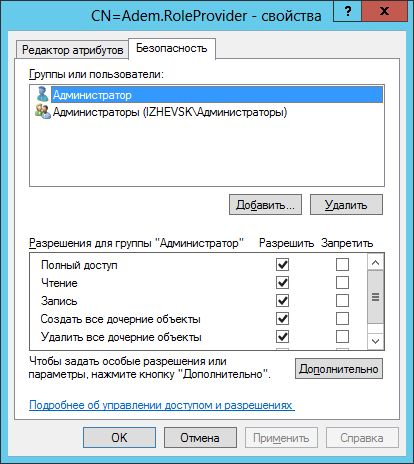 CN=Adem.RoleProvider - свойства
?
x
Редактор атрибутов
Безопасность
Группы или пользователи:
Администратор
Администраторы (IZHEVSK\Администраторы)
Добавить...
Удалить
Разрешения для группы "Администратор"
Разрешить
Запретить
Полный доступ
Чтение
Запись
Создать все дочерние объекты
Удалить все дочерние объекты
Чтобы задать особые разрешения или
параметры, нажмите кнопку "Дополнительно".
Дополнительно
Подробнее об управлении доступом и разрешениях
OK
Отмена
Применить
Справка